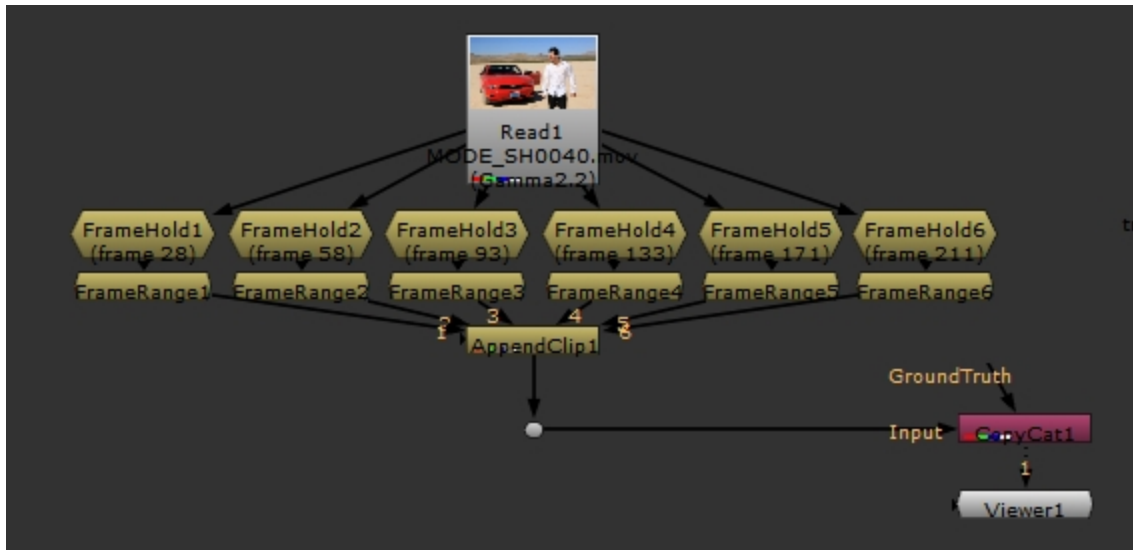 Read1
MODE_SH0040.mov
(Gamma2.2)
FrameHold1
(frame 28)
FrameHold2
(frame 58)
FrameHold3
(frame 93)
FrameHold4
(frame 133)
FrameHold5
(frame 171)
FrameHold6
(frame 211)
FrameRange1
FrameRange2
FrameRange3
FrameRange4
FrameRange5
FrameRange6
1
2
3
4
5
6
AppendClip1
GroundTruth
Input
CopyCat1
1
Viewer1